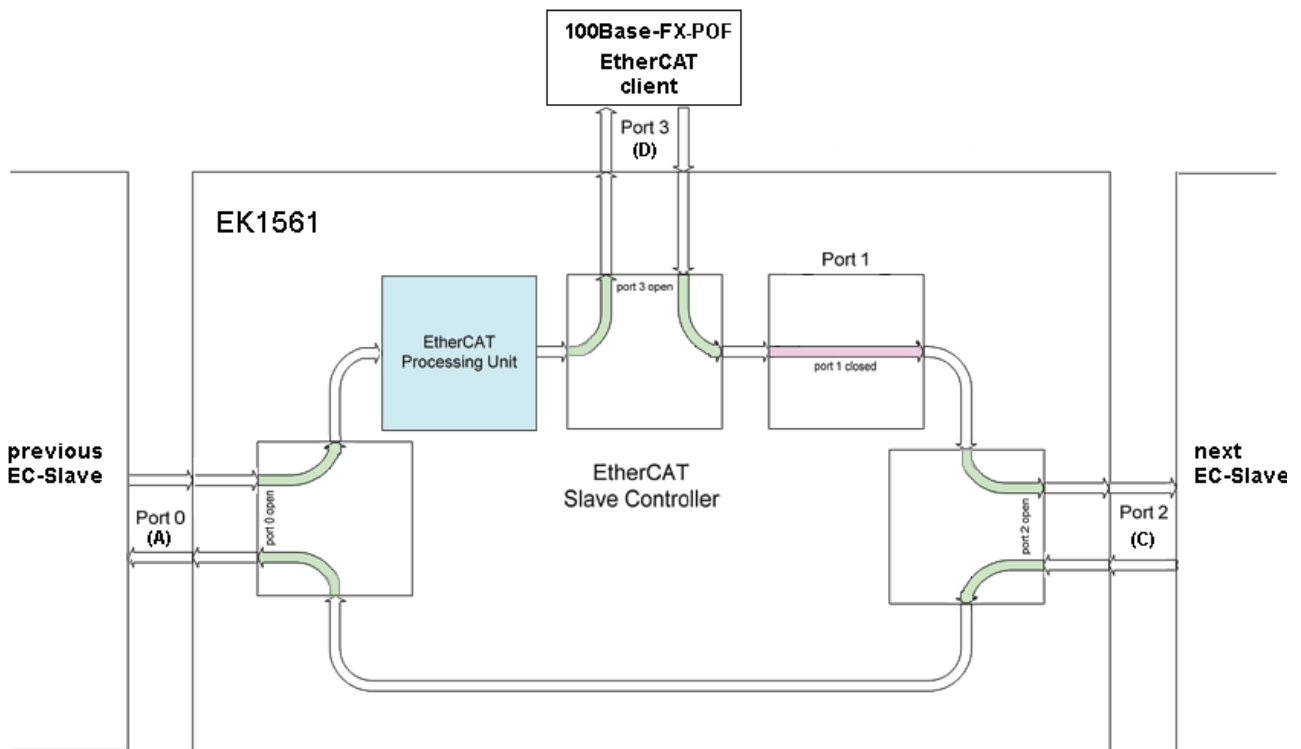 100Base-FX-POF
EtherCAT
client
Port 3
(D)
EK1561
Port 1
port 3 open
EtherCAT
Processing Unit
port 1 closed
previous
EC-Slave
EtherCAT
Slave Controller
next
EC-Slave
Port 0
(A)
port 0 open
port 2 open
Port 2
(C)